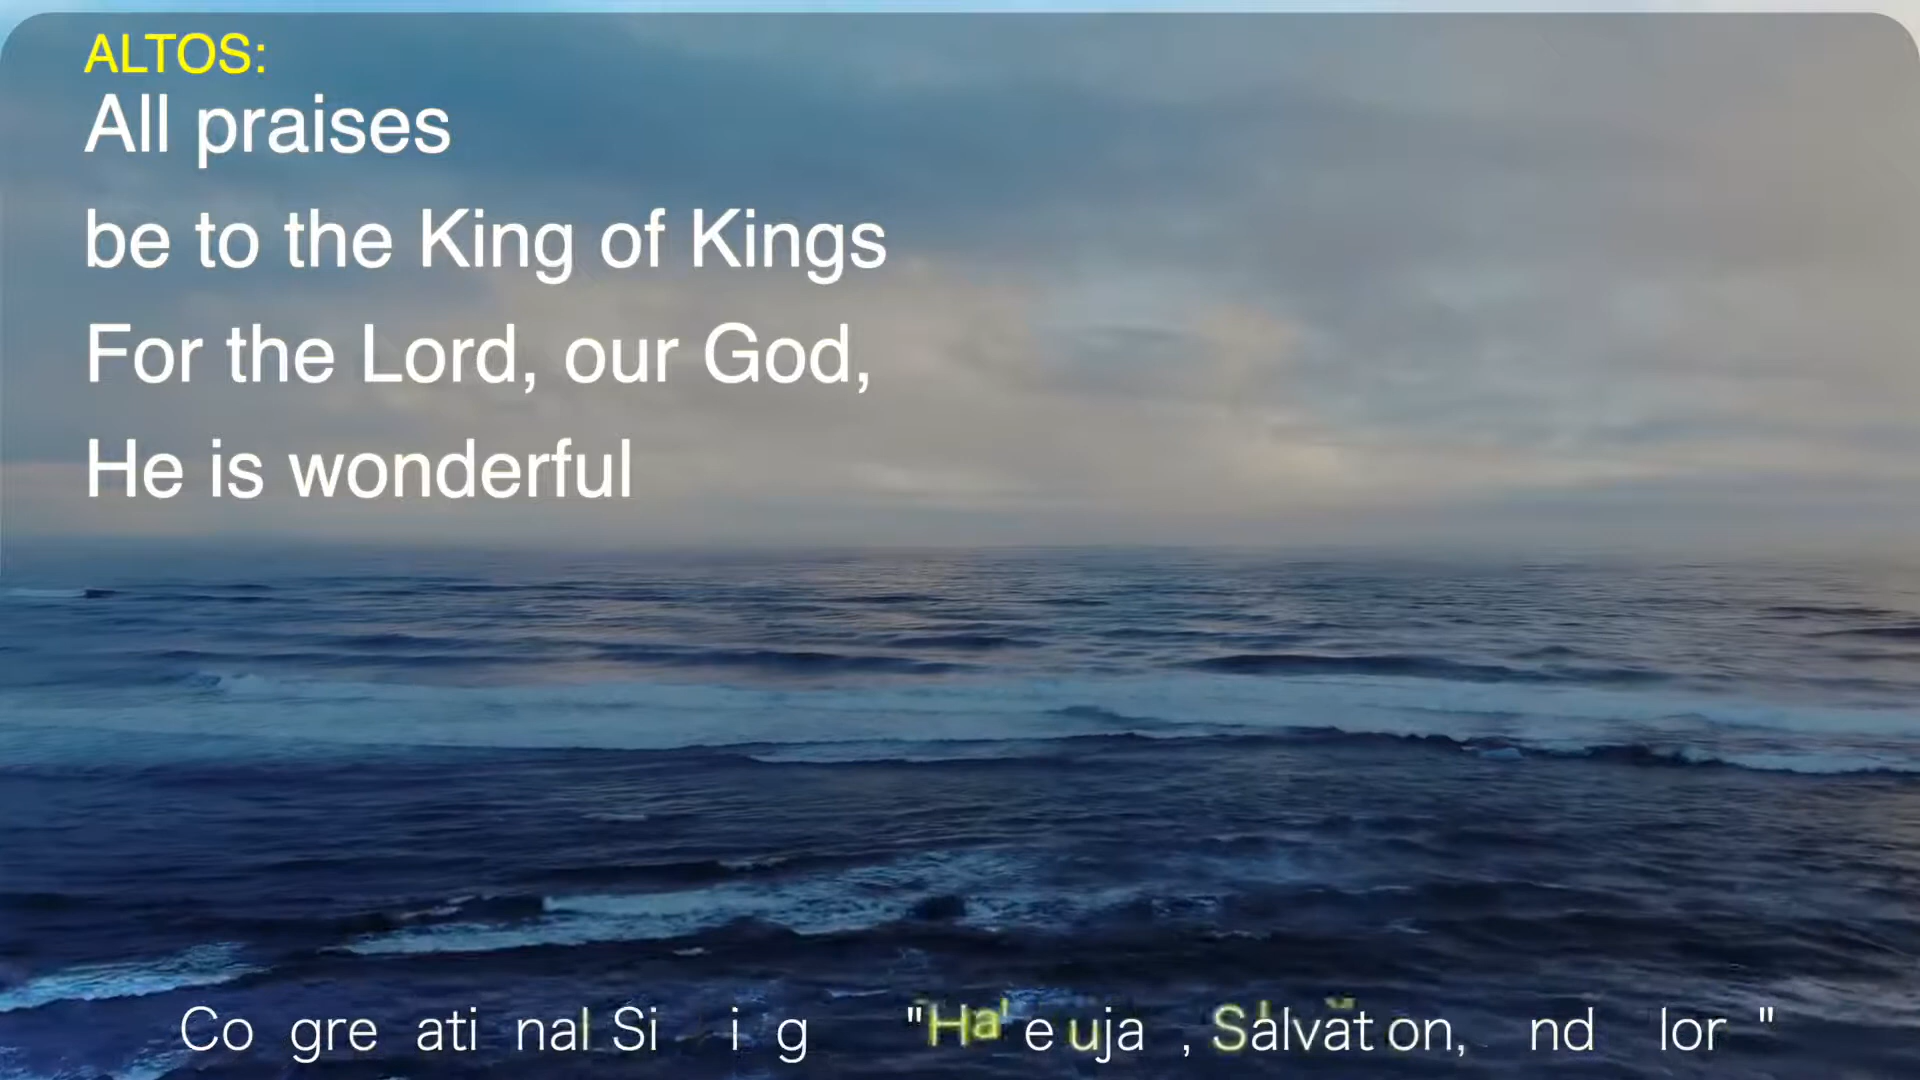 ALTOS:
All praises
be to the King of Kings
For the Lord, our God,
He is wonderful